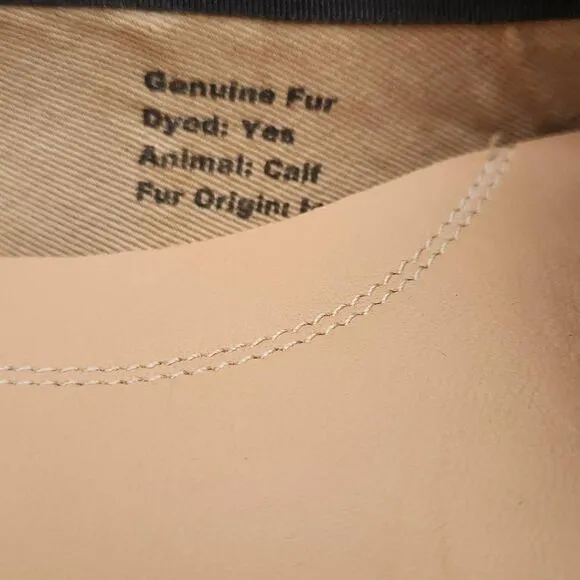 Genuine Fur
Dyed: Yes
Animal: Calf
Fur Origin: